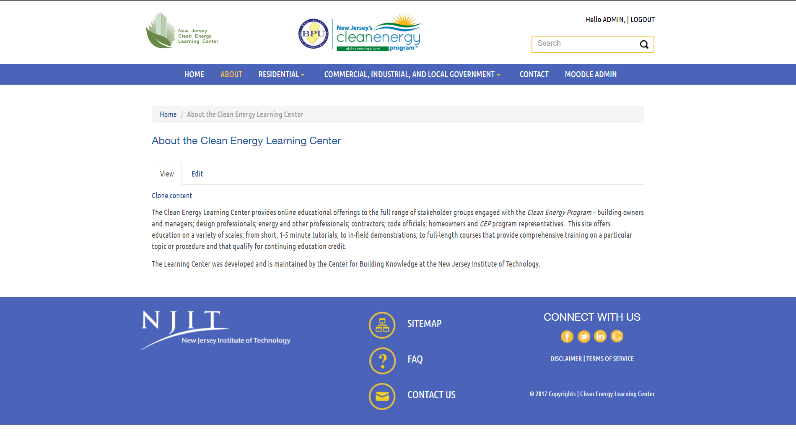 New Jersey
Clean Energy
Learning Center
BPU
New Jersey's
cleanenergy
njcleanenergy.com
program™
Hello ADMIN, | LOGOUT
Search
HOME ABOUT RESIDENTIAL COMMERCIAL, INDUSTRIAL, AND LOCAL GOVERNMENT CONTACT MOODLE ADMIN
Home / About the Clean Energy Learning Center
About the Clean Energy Learning Center
View Edit
Clone content
The Clean Energy Learning Center provides online educational offerings to the full range of stakeholder groups engaged with the Clean Energy Program – building owners
and managers; design professionals; energy and other professionals; contractors; code officials; homeowners and CEP program representatives. This site offers
education on a variety of scales: from short, 1-5 minute tutorials; to in-field demonstrations; to full-length courses that provide comprehensive training on a particular
topic or procedure and that qualify for continuing education credit.
The Learning Center was developed and is maintained by the Center for Building Knowledge at the New Jersey Institute of Technology.
NJIT
New Jersey Institute of Technology
SITEMAP
?
FAQ
CONTACT US
CONNECT WITH US
DISCLAIMER | TERMS OF SERVICE
© 2017 Copyrights | Clean Energy Learning Center